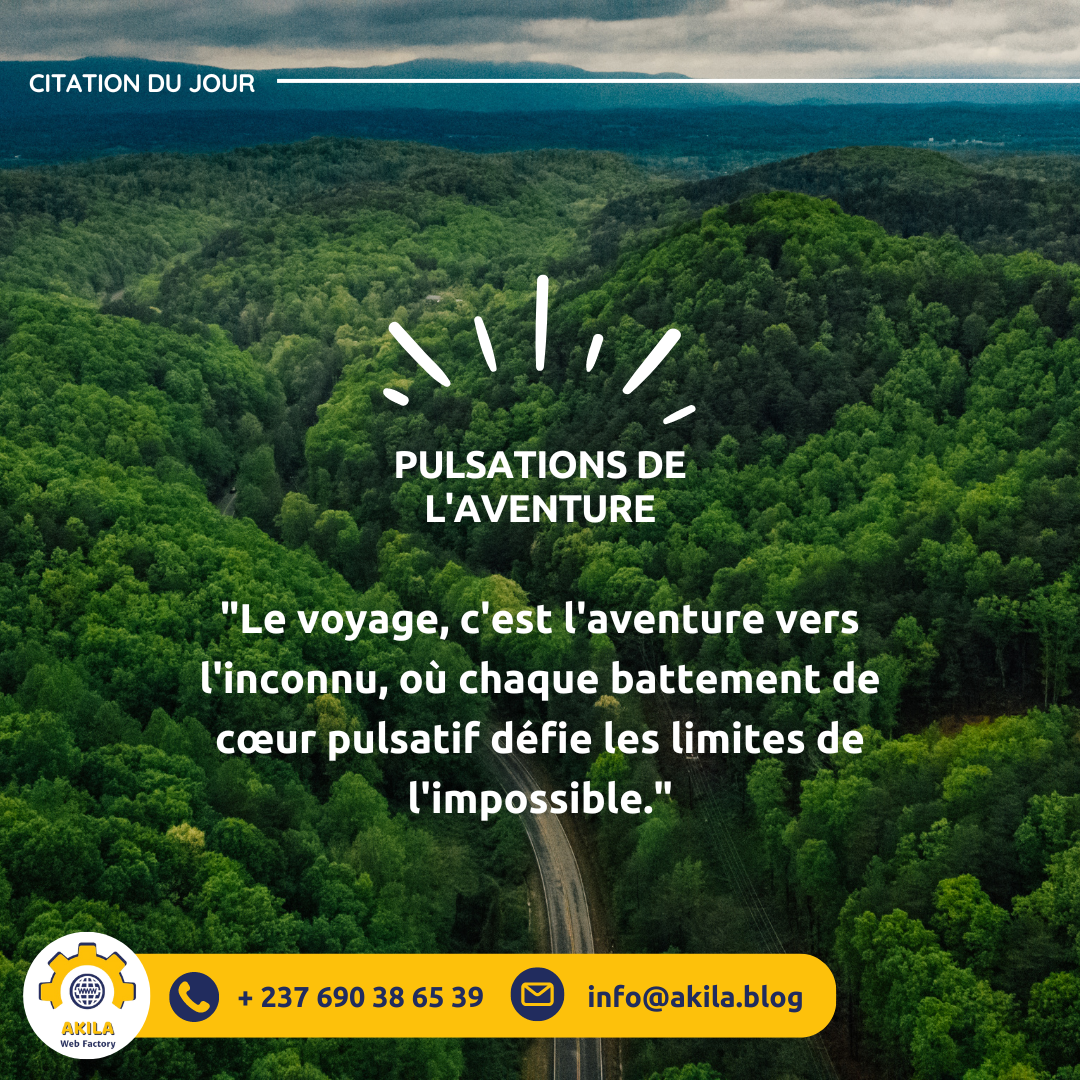 CITATION DU JOUR
PULSATIONS DE
L'AVENTURE
"Le voyage, c'est l'aventure vers
l'inconnu, où chaque battement de
cœur pulsatif défie les limites de
l'impossible."
WWW
AKILA
Web Factory
+ 237 690 38 65 39
info@akila.blog